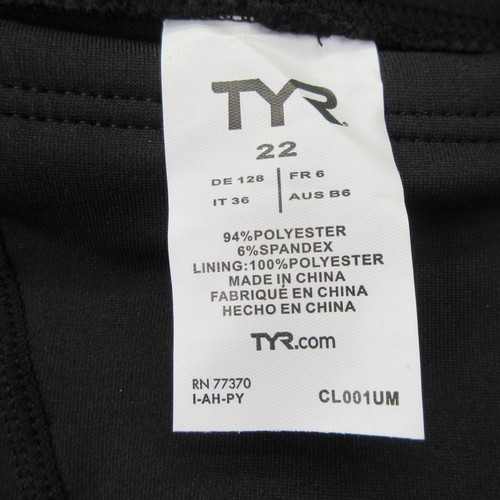 TYR
22
DE 128 FR 6
IT 36 AUS B6
94%POLYESTER
6%SPANDEX
LINING:100%POLYESTER
MADE IN CHINA
FABRIQUÉ EN CHINA
HECHO EN CHINA
TYR.com
RN 77370
I-AH-PY CL001UM